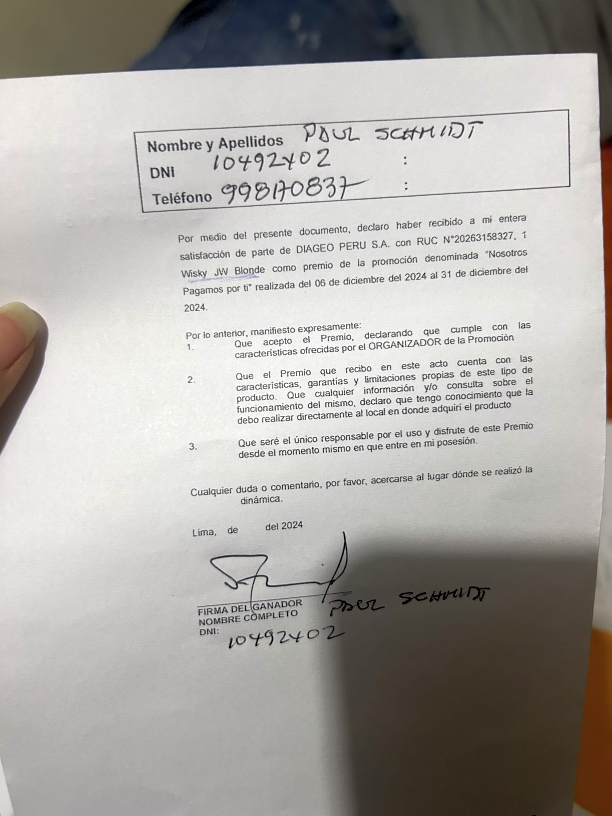 Nombre y Apellidos PAUL SCHMIDT
DNI 10492402 :
Teléfono 998170837 :
Por medio del presente documento, declaro haber recibido a mi entera
satisfacción de parte de DIAGEO PERU S.A. con RUC N°20263158327, 1
Wisky JW Blonde como premio de la promoción denominada "Nosotros
Pagamos por ti" realizada del 06 de diciembre del 2024 al 31 de diciembre del
2024.
Por lo anterior, manifiesto expresamente:
1. Que acepto el Premio, declarando que cumple con las
características ofrecidas por el ORGANIZADOR de la Promoción
2. Que el Premio que recibo en este acto cuenta con las
características, garantías y limitaciones propias de este tipo de
producto. Que cualquier información y/o consulta sobre el
funcionamiento del mismo, declaro que tengo conocimiento que la
debo realizar directamente al local en donde adquirí el producto
3. Que seré el único responsable por el uso y disfrute de este Premio
desde el momento mismo en que entre en mi posesión.
Cualquier duda o comentario, por favor, acercarse al lugar dónde se realizó la
dinámica.
Lima, de del 2024
FIRMA DEL GANADOR
NOMBRE COMPLETO PAUL SCHMIDT
DNI: 10492402